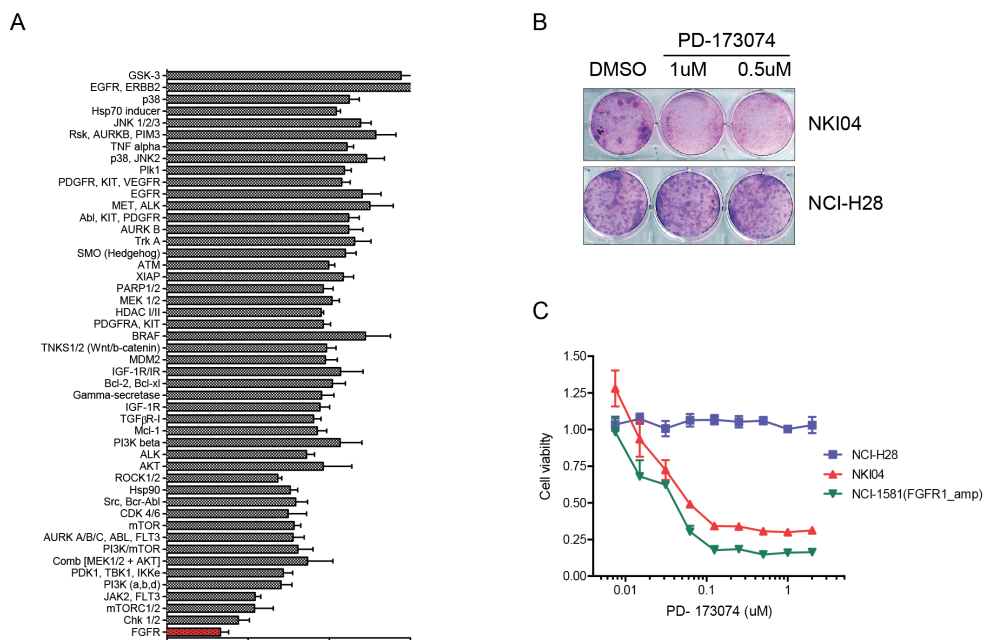 A
GSK-3
EGFR, ERBB2
p38
Hsp70 inducer
JNK 1/2/3
Rsk, AURKB, PIM3
TNF alpha
p38, JNK2
Plk1
PDGFR, KIT, VEGFR
EGFR
MET, ALK
Abl, KIT, PDGFR
AURK B
Trk A
SMO (Hedgehog)
ATM
XIAP
PARP1/2
MEK 1/2
HDAC I/II
PDGFRA, KIT
BRAF
TNKS1/2 (Wnt/b-catenin)
MDM2
IGF-1R/IR
Bcl-2, Bcl-xl
Gamma-secretase
IGF-1R
TGFβR-I
Mcl-1
PI3K beta
ALK
AKT
ROCK1/2
Hsp90
Src, Bcr-Abl
CDK 4/6
mTOR
AURK A/B/C, ABL, FLT3
PI3K/mTOR
Comb [MEK1/2 + AKT]
PDK1, TBK1, IKKe
PI3K (a,b,d)
JAK2, FLT3
mTORC1/2
Chk 1/2
FGFR
B
PD-173074
DMSO 1uM 0.5uM
NKI04
NCI-H28
C
1.50
1.25
1.00
0.75
0.50
0.25
0.00
Cell viabilty
0.01 0.1 1
PD- 173074 (uM)
NCI-H28
NKI04
NCI-1581(FGFR1_amp)